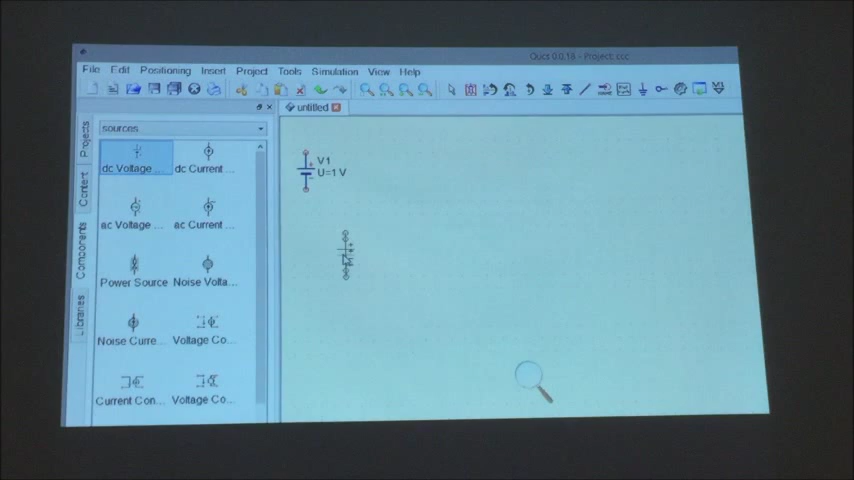 Qucs 0.0.18 - Project: ccc
File Edit Positioning Insert Project Tools Simulation View Help
untitled
Projects
Content
Components
Libraries
sources
dc Voltage ... dc Current ...
ac Voltage ... ac Current ...
Power Source Noise Volta...
Noise Curre... Voltage Co...
Current Con... Voltage Co...
V1
U=1 V